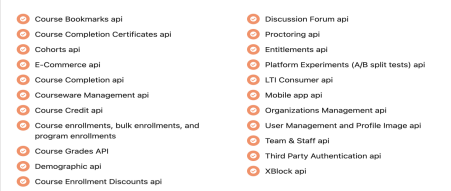 Course Bookmarks api
Course Completion Certificates api
Cohorts api
E-Commerce api
Course Completion api
Courseware Management api
Course Credit api
Course enrollments, bulk enrollments, and
program enrollments
Course Grades API
Demographic api
Course Enrollment Discounts api
Discussion Forum api
Proctoring api
Entitlements api
Platform Experiments (A/B split tests) api
LTI Consumer api
Mobile app api
Organizations Management api
User Management and Profile Image api
Team & Staff api
Third Party Authentication api
XBlock api